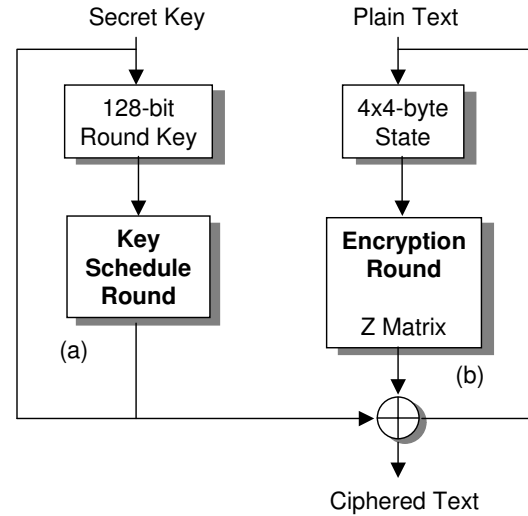 Secret Key
Plain Text
128-bit
Round Key
4x4-byte
State
Key
Schedule
Round
Encryption
Round
Z Matrix
(a)
(b)
Ciphered Text